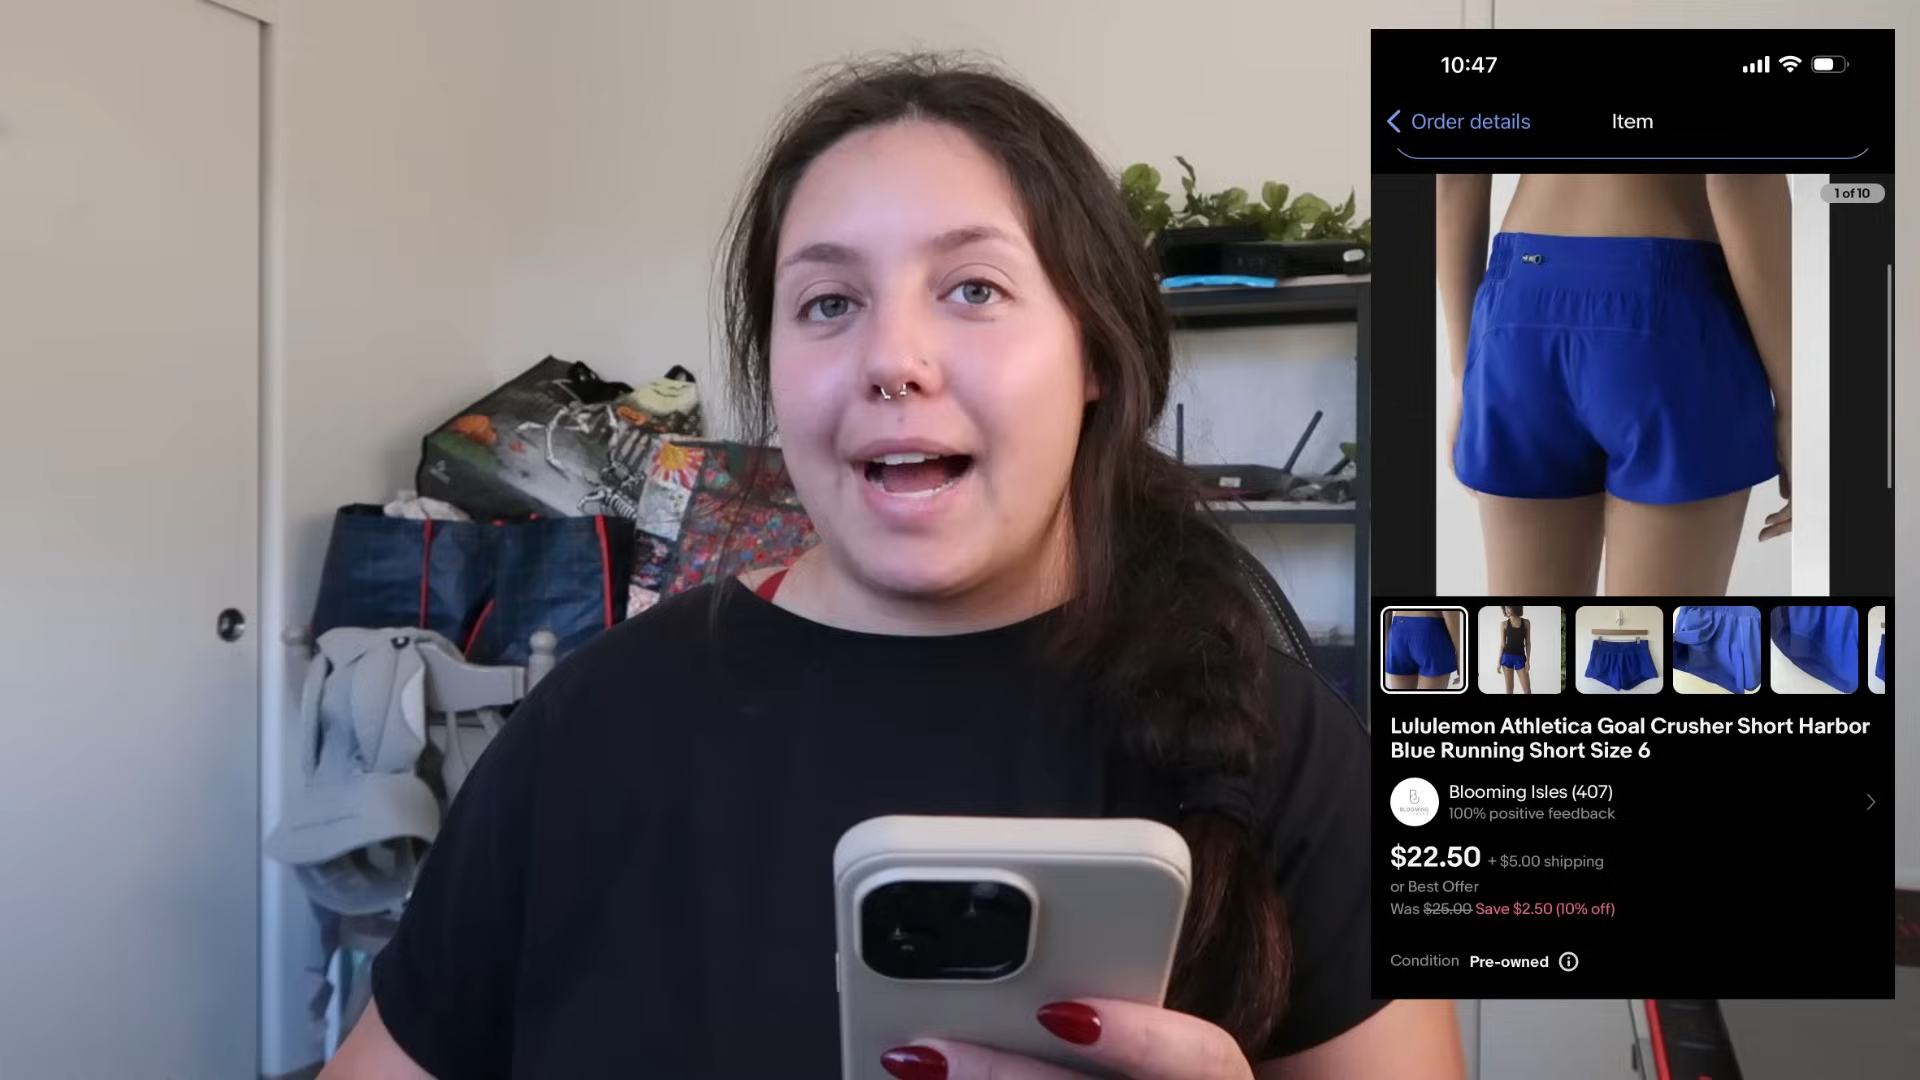 10:47
Order details
Item
1 of 10
Lululemon Athletica Goal Crusher Short Harbor
Blue Running Short Size 6
Blooming Isles (407)
100% positive feedback
$22.50 + $5.00 shipping
or Best Offer
Was $25.00 Save $2.50 (10% off)
Condition Pre-owned